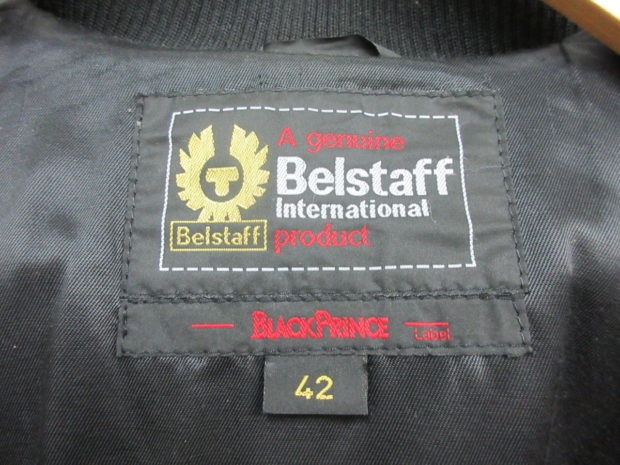 A genuine
Belstaff
International
Belstaff
product
BLACKPRINCE
Label
42